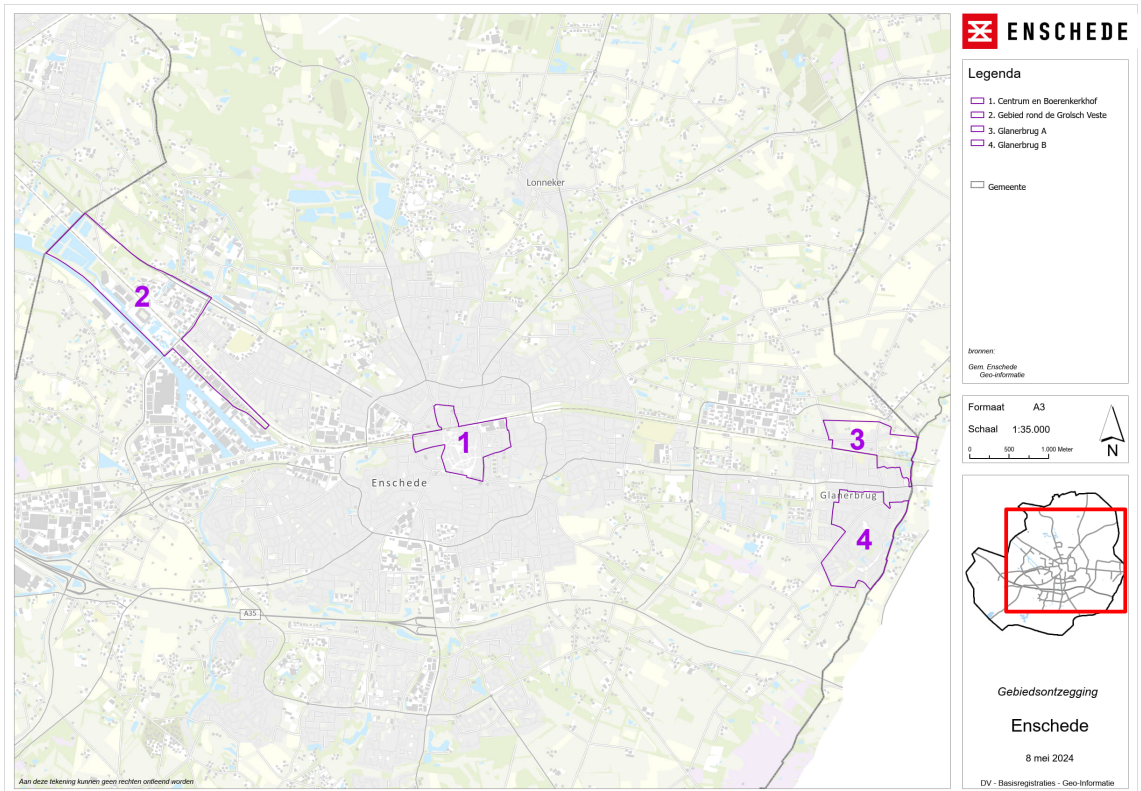 ENSCHEDE
Legenda
1. Centrum en Boerenkerkhof
2. Gebied rond de Grolsch Veste
3. Glanerbrug A
4. Glanerbrug B
Gemeente
bronnen:
Gem. Enschede
Geo-informatie
Formaat A3
Schaal 1:35.000
0 500 1.000 Meter
N
Gebiedsontzegging
Enschede
8 mei 2024
DV - Basisregistraties - Geo-Informatie
Lonneker
2
1
3
Enschede
Glanerbrug
4
A35
Aan deze tekening kunnen geen rechten ontleend worden